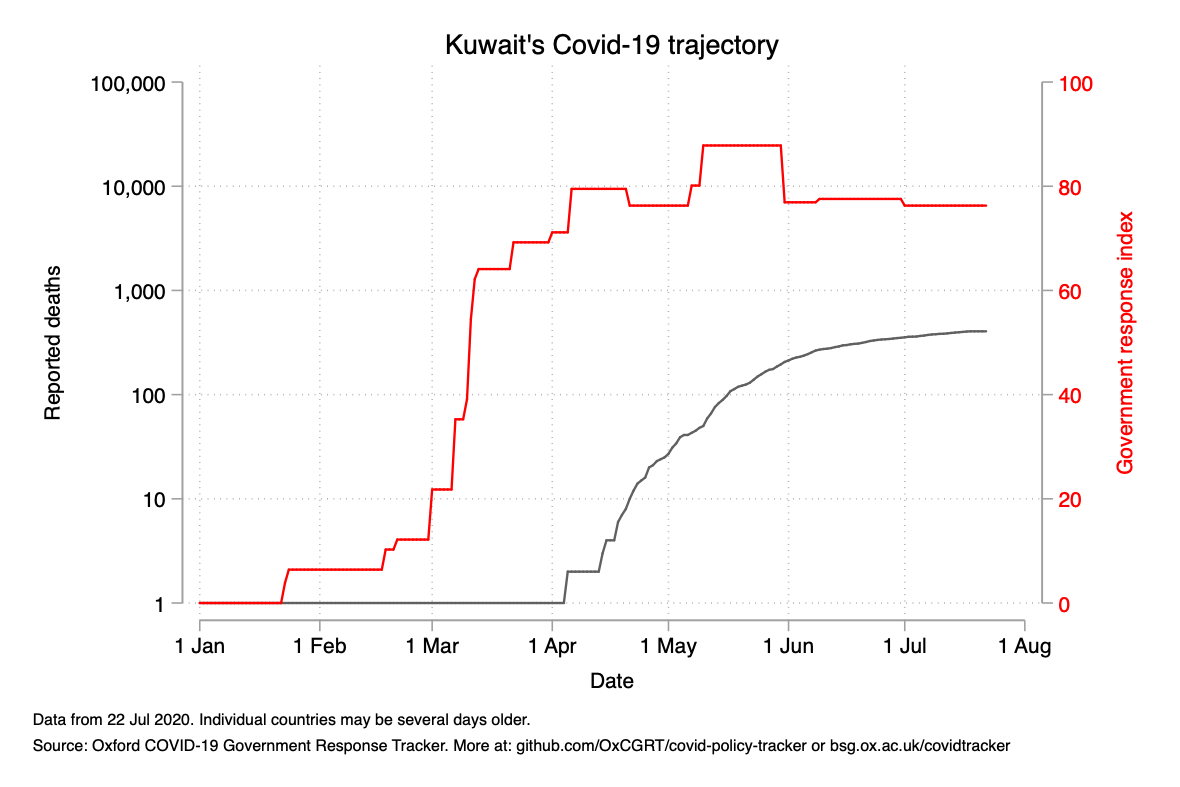 Kuwait's Covid-19 trajectory
100,000
10,000
1,000
100
10
1
Reported deaths
100
80
60
40
20
0
Government response index
1 Jan 1 Feb 1 Mar 1 Apr 1 May 1 Jun 1 Jul 1 Aug
Date
Data from 22 Jul 2020. Individual countries may be several days older.
Source: Oxford COVID-19 Government Response Tracker. More at: github.com/OxCGRT/covid-policy-tracker or bsg.ox.ac.uk/covidtracker